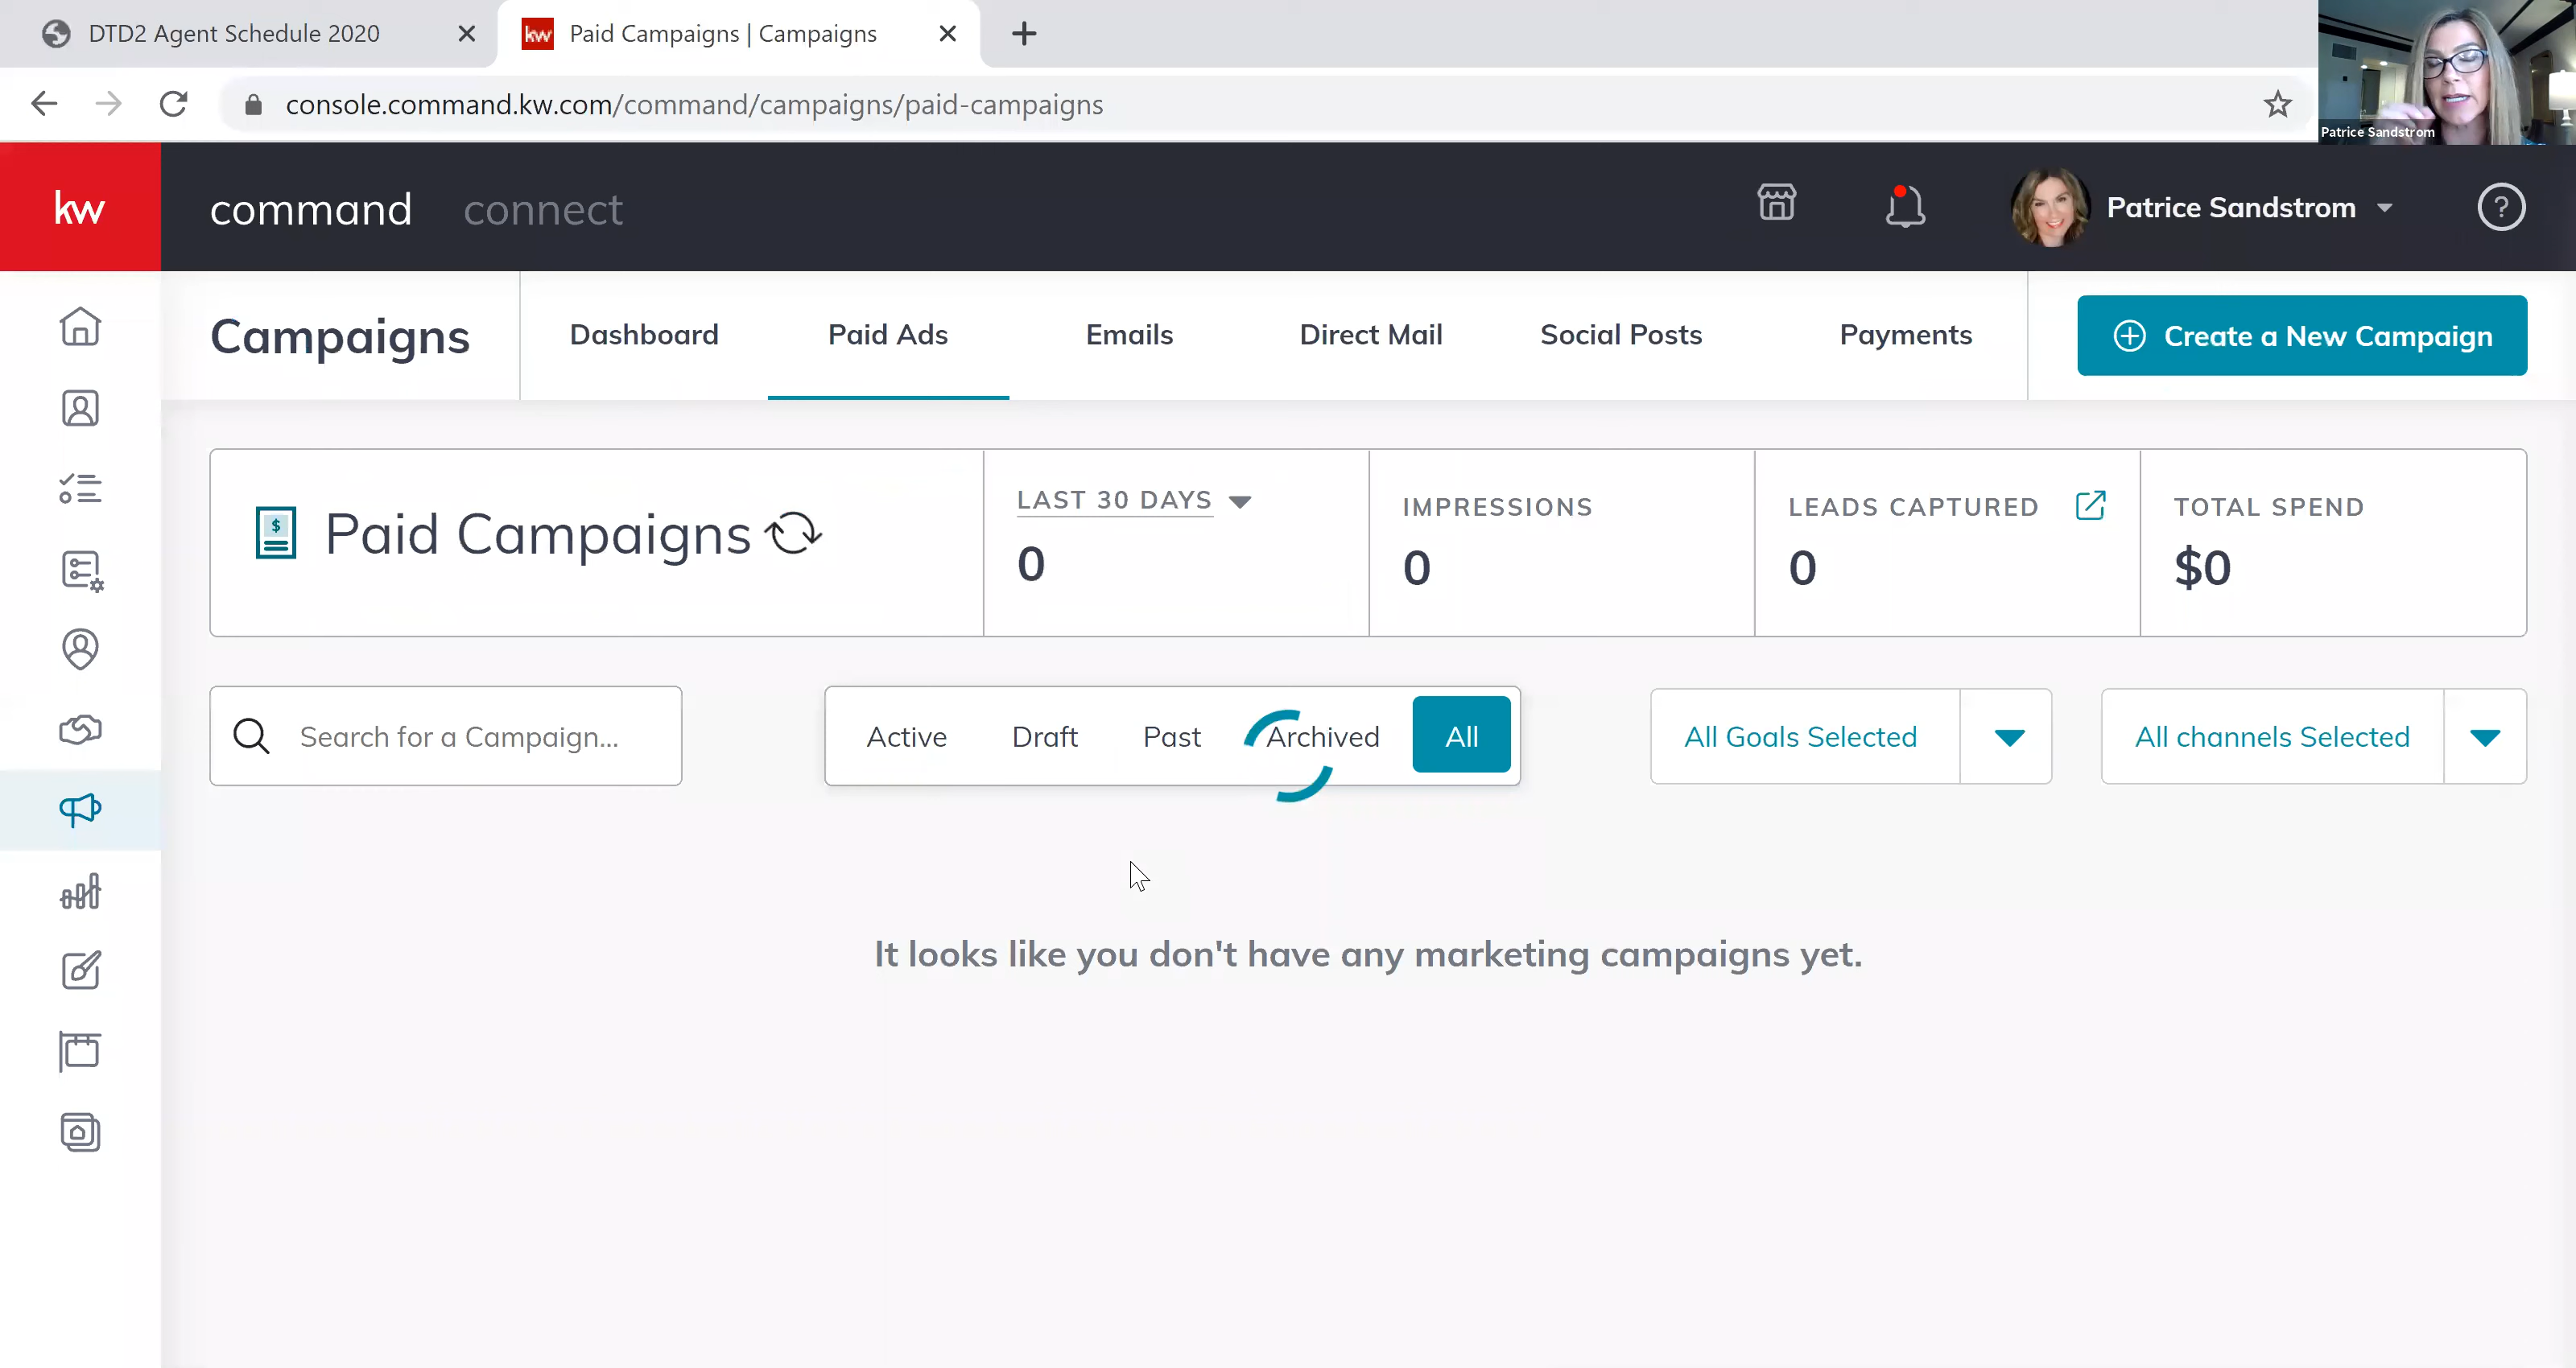 DTD2 Agent Schedule 2020
kw Paid Campaigns | Campaigns
console.command.kw.com/command/campaigns/paid-campaigns
Patrice Sandstrom
kw command connect Patrice Sandstrom ?
Campaigns Dashboard Paid Ads Emails Direct Mail Social Posts Payments Create a New Campaign
$ Paid Campaigns
LAST 30 DAYS
0
IMPRESSIONS
0
LEADS CAPTURED
0
TOTAL SPEND
$0
Search for a Campaign... Active Draft Past Archived All All Goals Selected All channels Selected
It looks like you don't have any marketing campaigns yet.